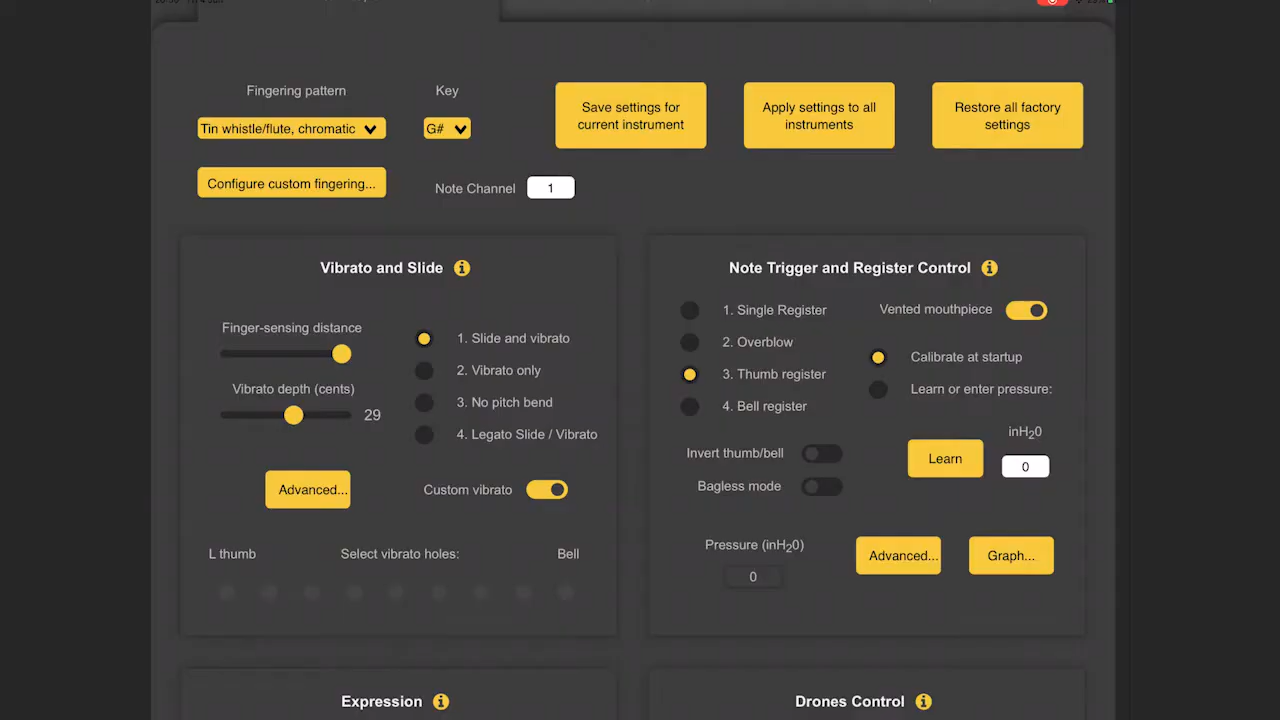 Fingering pattern
Key
Tin whistle/flute, chromatic
G#
Save settings for
current instrument
Apply settings to all
instruments
Restore all factory
settings
Configure custom fingering...
Note Channel
1
Vibrato and Slide
Finger-sensing distance
Vibrato depth (cents)
29
1. Slide and vibrato
2. Vibrato only
3. No pitch bend
4. Legato Slide / Vibrato
Advanced...
Custom vibrato
L thumb
Select vibrato holes:
Bell
Note Trigger and Register Control
1. Single Register
2. Overblow
3. Thumb register
4. Bell register
Vented mouthpiece
Calibrate at startup
Learn or enter pressure:
inH20
Learn
0
Invert thumb/bell
Bagless mode
Pressure (inH20)
0
Advanced...
Graph...
Expression
Drones Control